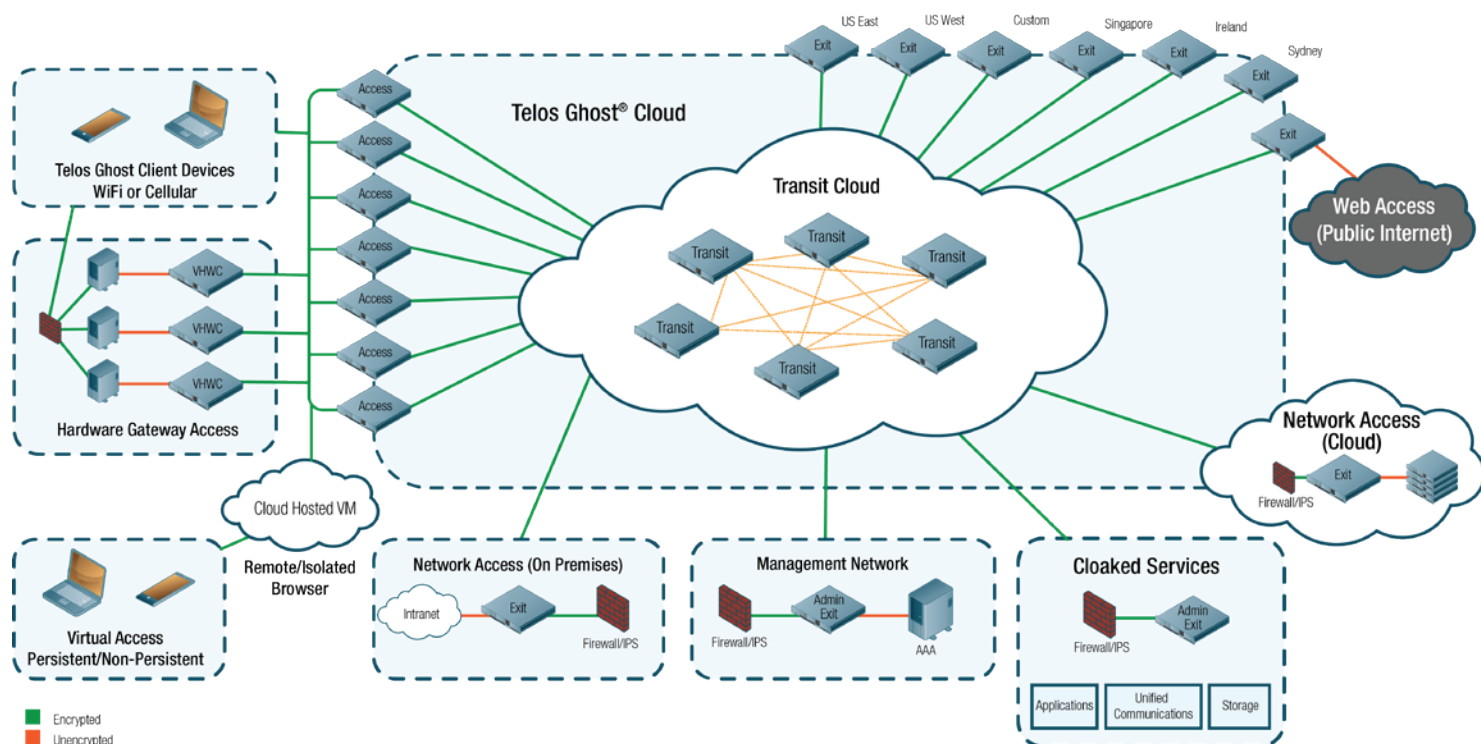 US East
US West
Custom
Singapore
Ireland
Sydney
Exit
Exit
Exit
Exit
Exit
Exit
Exit
Telos Ghost® Cloud
Access
Access
Access
Access
Access
Access
Access
Telos Ghost Client Devices
WiFi or Cellular
Transit Cloud
Transit
Transit
Transit
Transit
Transit
Transit
Web Access
(Public Internet)
VHWC
VHWC
VHWC
Hardware Gateway Access
Network Access
(Cloud)
Exit
Firewall/IPS
Cloud Hosted VM
Remote/Isolated
Browser
Virtual Access
Persistent/Non-Persistent
Network Access (On Premises)
Intranet
Exit
Firewall/IPS
Management Network
Admin
Exit
Firewall/IPS
AAA
Cloaked Services
Admin
Exit
Firewall/IPS
Applications
Unified
Communications
Storage
Encrypted
Unencrypted